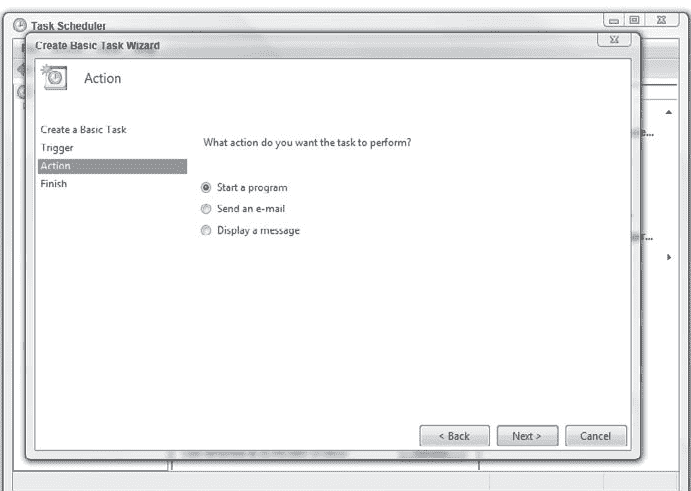 Task Scheduler
Create Basic Task Wizard
Action
Create a Basic Task
Trigger
Action
Finish
What action do you want the task to perform?
Start a program
Send an e-mail
Display a message
< Back
Next >
Cancel